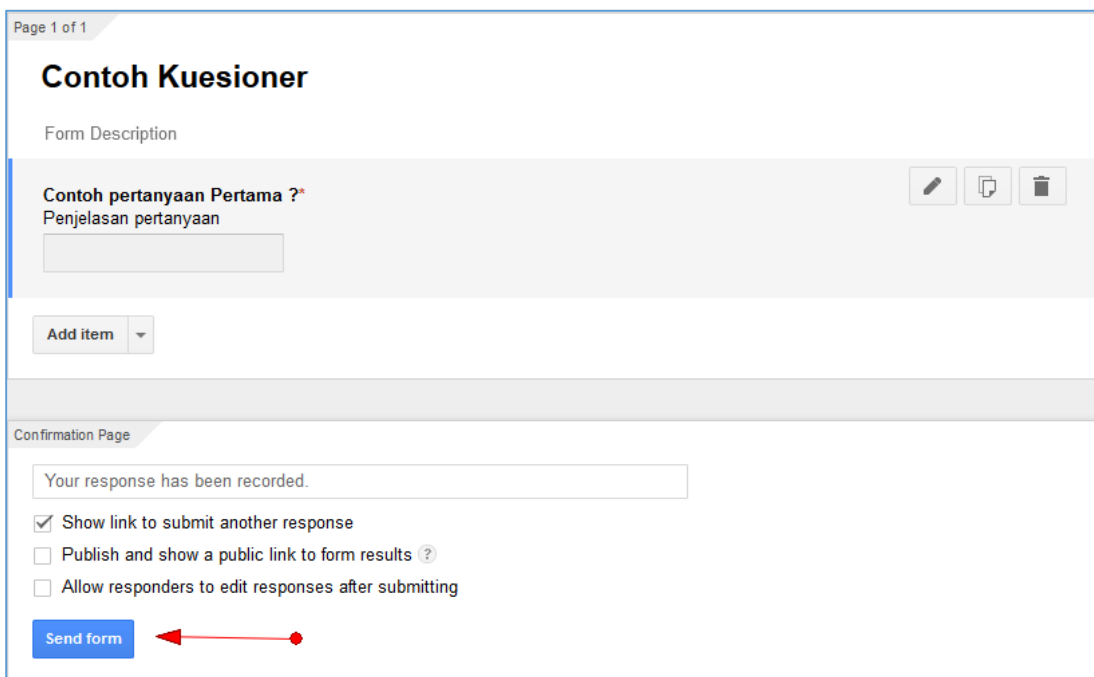 Page 1 of 1
Contoh Kuesioner
Form Description
Contoh pertanyaan Pertama ?*
Penjelasan pertanyaan
Add item
Confirmation Page
Your response has been recorded.
Show link to submit another response
Publish and show a public link to form results ?
Allow responders to edit responses after submitting
Send form